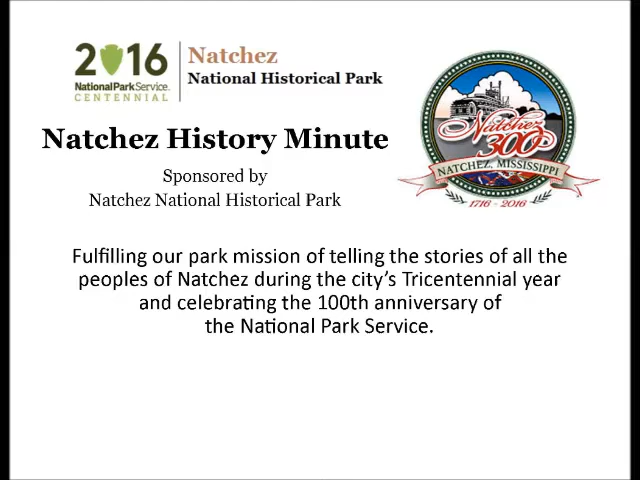 2016
National Park Service
CENTENNIAL
Natchez
National Historical Park
Natchez History Minute
Sponsored by
Natchez National Historical Park
Natchez
300
NATCHEZ, MISSISSIPPI
1716 - 2016
Fulfilling our park mission of telling the stories of all the
peoples of Natchez during the city's Tricentennial year
and celebrating the 100th anniversary of
the National Park Service.